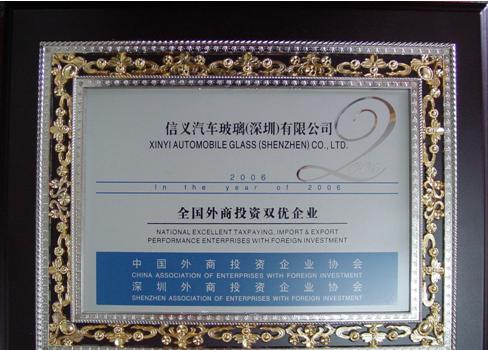 信义汽车玻璃(深圳)有限公司
XINYI AUTOMOBILE GLASS (SHENZHEN) CO., LTD.
2006
2006
In the year of 2006
全国外商投资双优企业
NATIONAL EXCELLENT TAXPAYING, IMPORT & EXPORT
PERFORMANCE ENTERPRISES WITH FOREIGN INVESTMENT
中国外商投资企业协会
CHINA ASSOCIATION OF ENTERPRISES WITH FOREIGN INVESTMENT
深圳外商投资企业协会
SHENZHEN ASSOCIATION OF ENTERPRISES WITH FOREIGN INVESTMENT